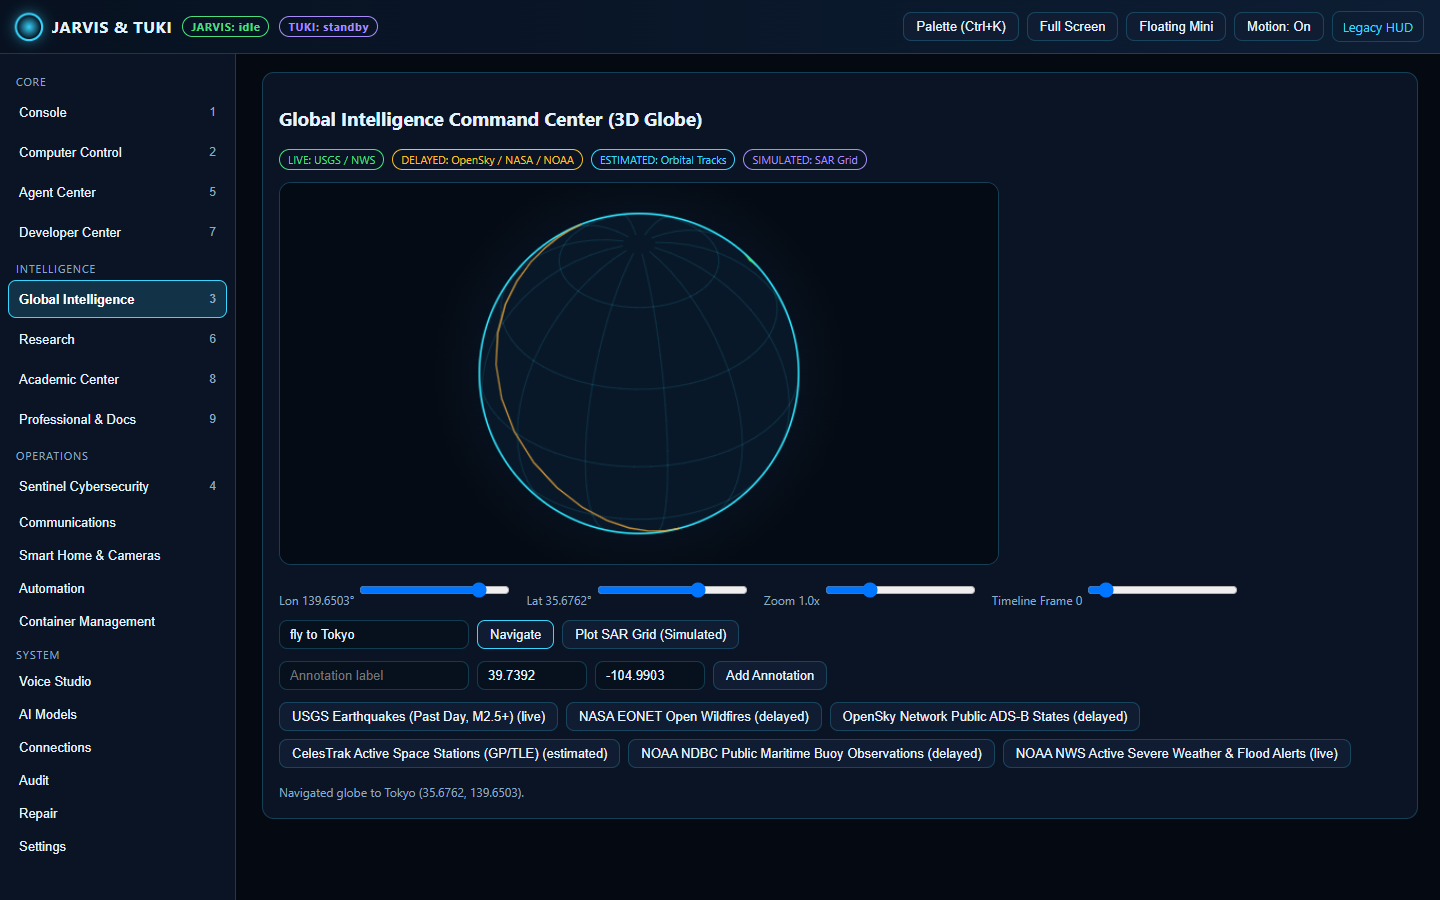 JARVIS & TUKI JARVIS: idle TUKI: standby Palette (Ctrl+K) Full Screen Floating Mini Motion: On Legacy HUD
CORE
Console 1
Computer Control 2
Agent Center 5
Developer Center 7
INTELLIGENCE
Global Intelligence 3
Research 6
Academic Center 8
Professional & Docs 9
OPERATIONS
Sentinel Cybersecurity 4
Communications
Smart Home & Cameras
Automation
Container Management
SYSTEM
Voice Studio
AI Models
Connections
Audit
Repair
Settings
Global Intelligence Command Center (3D Globe)
LIVE: USGS / NWS DELAYED: OpenSky / NASA / NOAA ESTIMATED: Orbital Tracks SIMULATED: SAR Grid
Lon 139.6503° Lat 35.6762° Zoom 1.0x Timeline Frame 0
fly to Tokyo Navigate Plot SAR Grid (Simulated)
Annotation label 39.7392 -104.9903 Add Annotation
USGS Earthquakes (Past Day, M2.5+) (live) NASA EONET Open Wildfires (delayed) OpenSky Network Public ADS-B States (delayed)
CelesTrak Active Space Stations (GP/TLE) (estimated) NOAA NDBC Public Maritime Buoy Observations (delayed) NOAA NWS Active Severe Weather & Flood Alerts (live)
Navigated globe to Tokyo (35.6762, 139.6503).